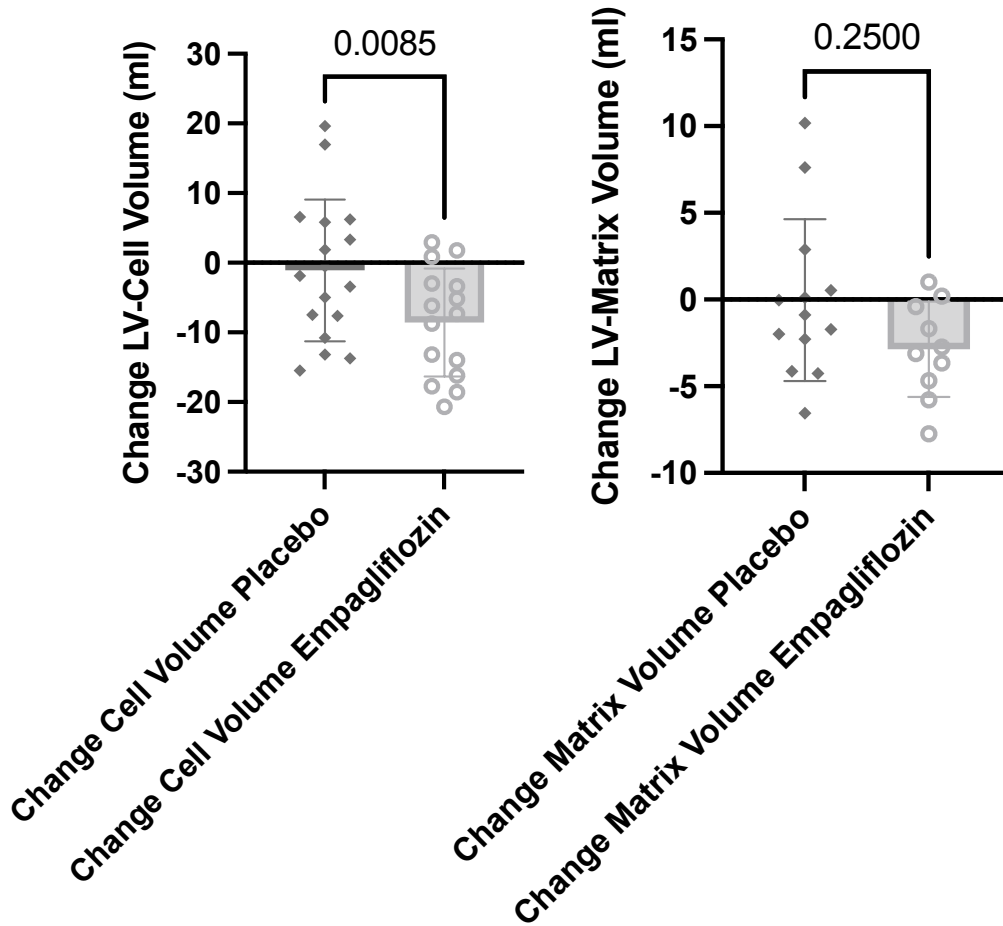 0.0085
Change LV-Cell Volume (ml)
30
20
10
0
-10
-20
-30
Change Cell Volume Placebo
Change Cell Volume Empagliflozin
0.2500
Change LV-Matrix Volume (ml)
15
10
5
0
-5
-10
Change Matrix Volume Placebo
Change Matrix Volume Empagliflozin